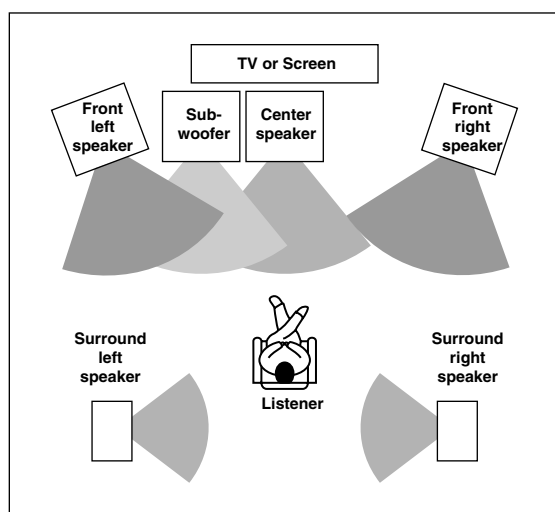 TV or Screen
Front
left
speaker
Sub-
woofer
Center
speaker
Front
right
speaker
Surround
left
speaker
Listener
Surround
right
speaker